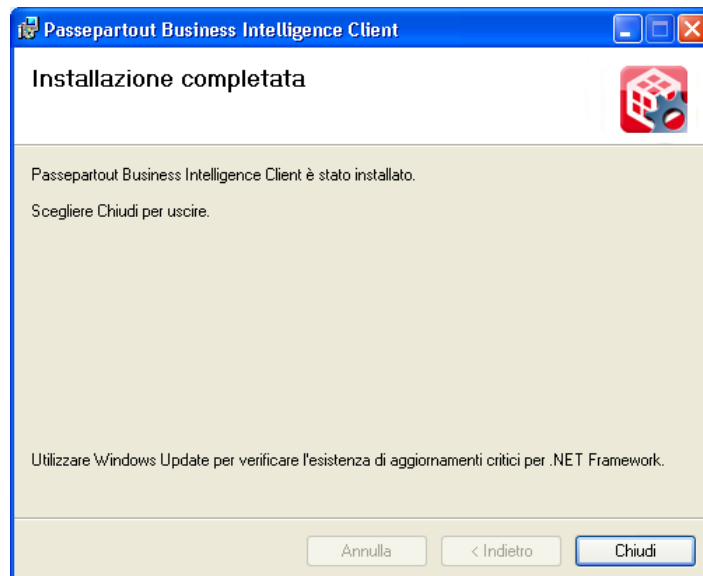 Passepartout Business Intelligence Client
Installazione completata
Passepartout Business Intelligence Client è stato installato.
Scegliere Chiudi per uscire.
Utilizzare Windows Update per verificare l'esistenza di aggiornamenti critici per .NET Framework.
Annulla
< Indietro
Chiudi